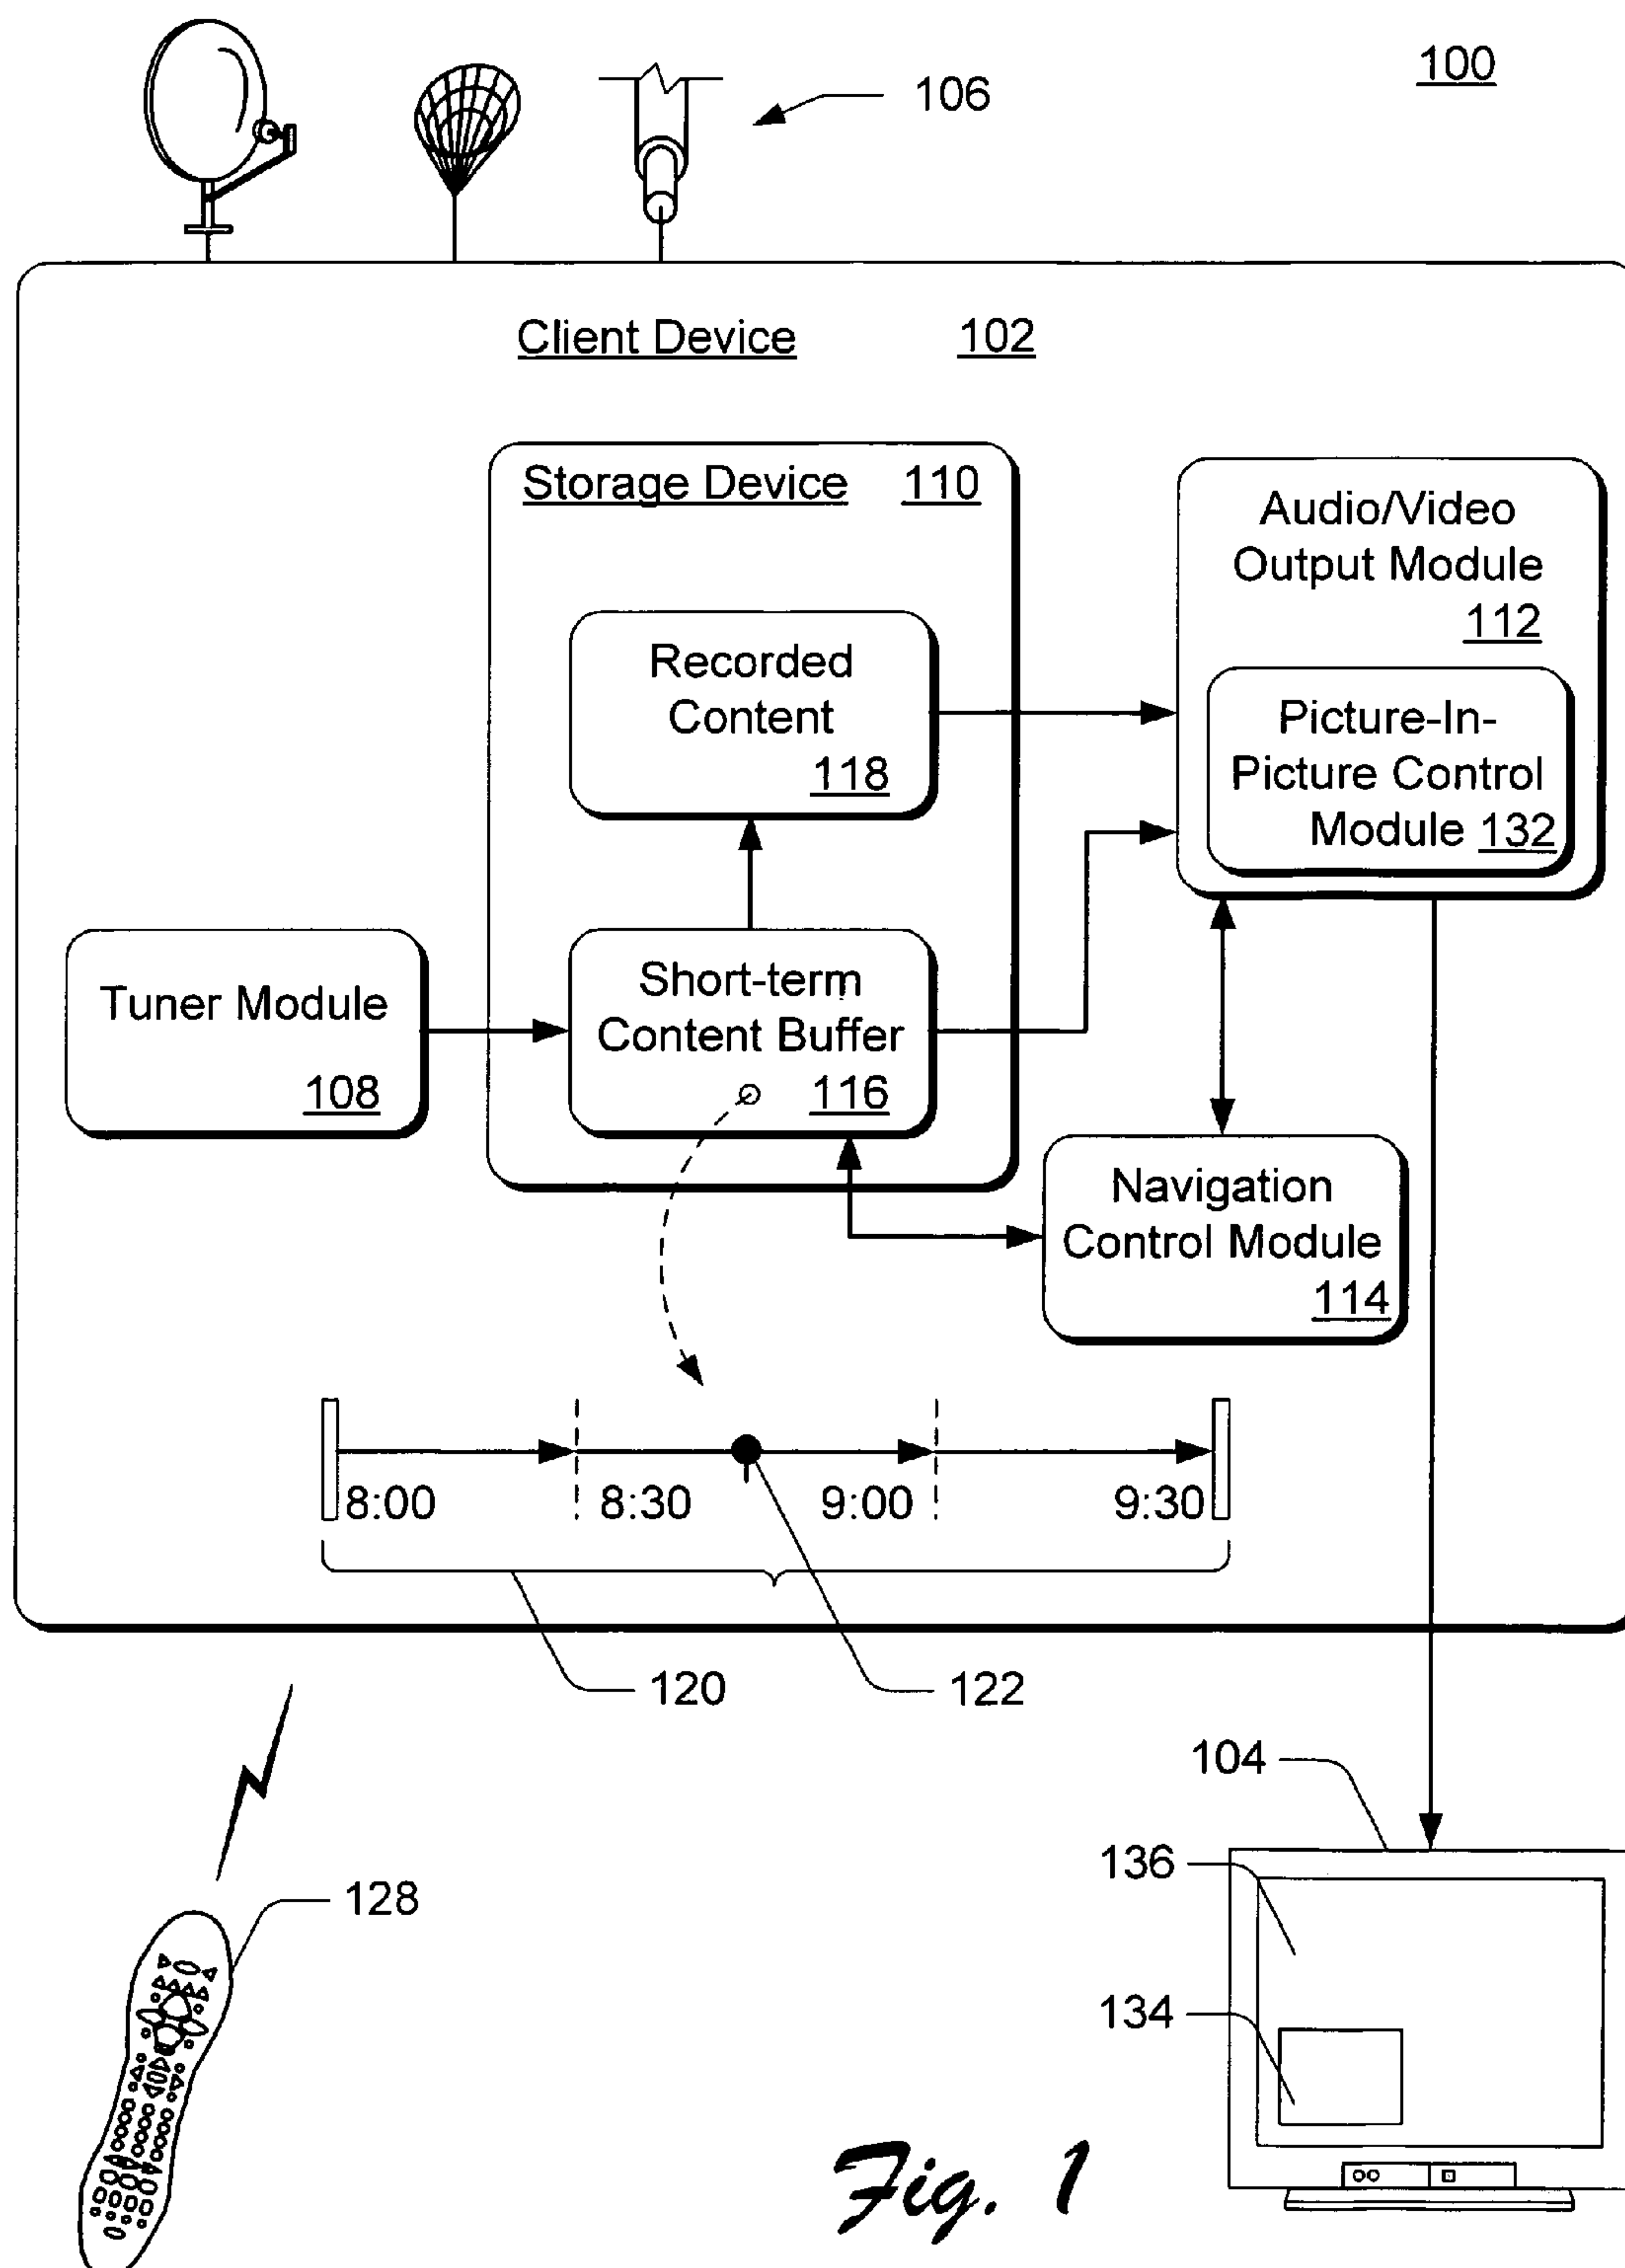 100
106
Client Device 102
Storage Device 110
Audio/Video
Output Module
112
Recorded
Content
118
Picture-In-
Picture Control
Module 132
Tuner Module
108
Short-term
Content Buffer
116
Navigation
Control Module
114
8:00 8:30 9:00 9:30
120 122
104
136
128
134
Fig. 1